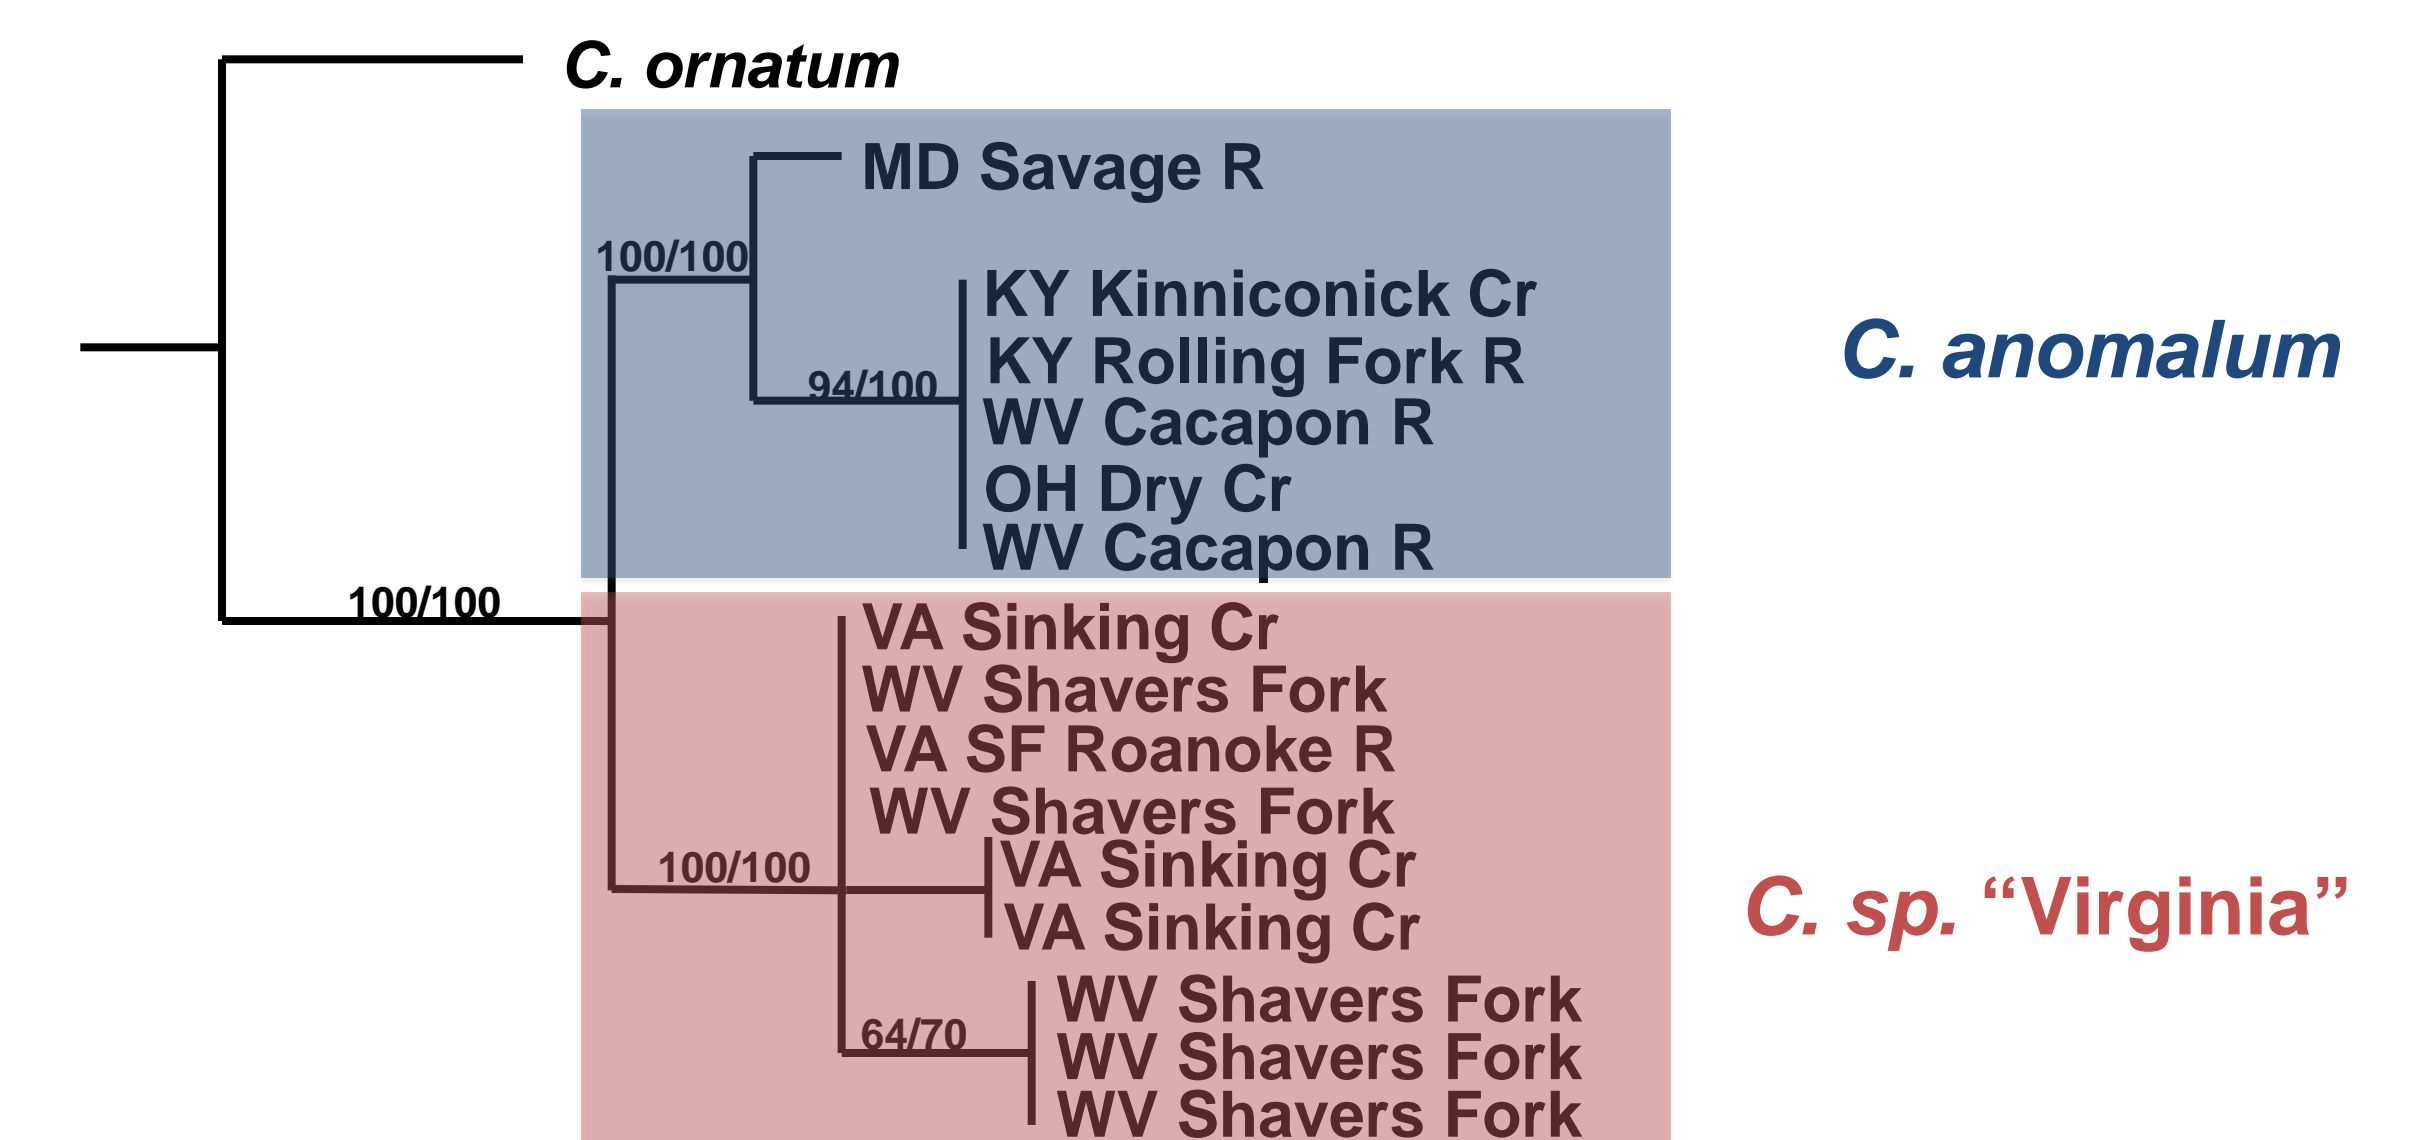 C. ornatum
MD Savage R
100/100
KY Kinniconick Cr
KY Rolling Fork R
C. anomalum
94/100
WV Cacapon R
OH Dry Cr
WV Cacapon R
100/100
VA Sinking Cr
WV Shavers Fork
VA SF Roanoke R
WV Shavers Fork
100/100
VA Sinking Cr
VA Sinking Cr
C. sp. “Virginia”
WV Shavers Fork
64/70
WV Shavers Fork
WV Shavers Fork